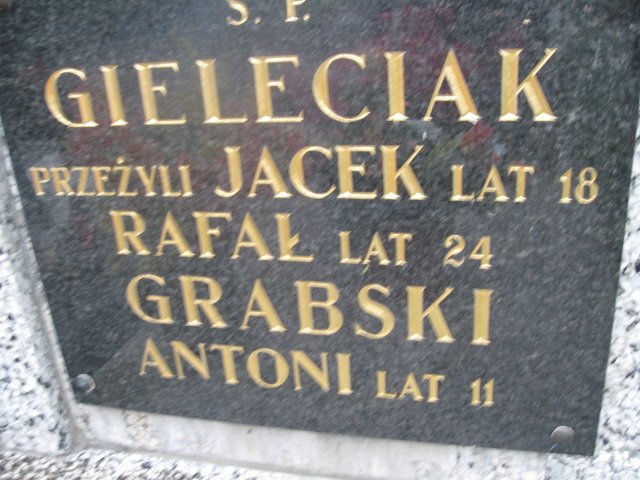 Ś. P.
GIELECIAK
PRZEŻYLI JACEK LAT 18
RAFAŁ LAT 24
GRABSKI
ANTONI LAT 11